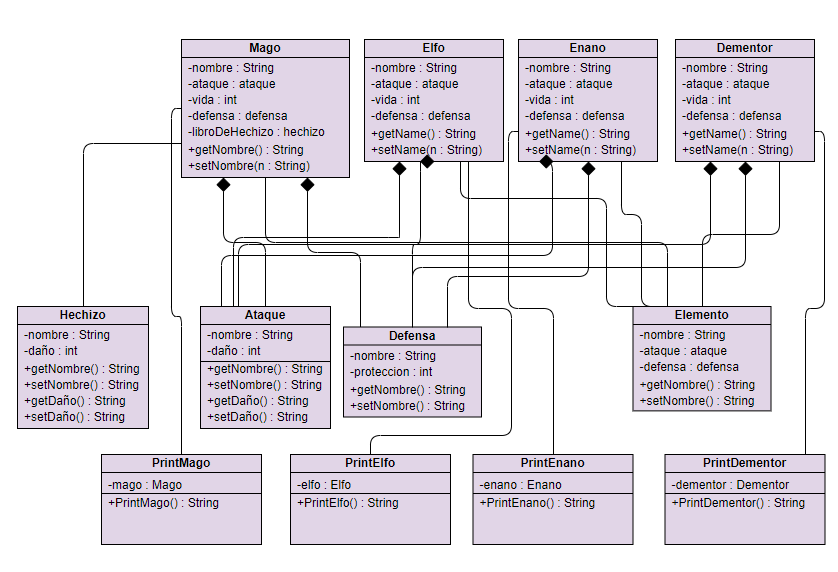 Mago
-nombre : String
-ataque : ataque
-vida : int
-defensa : defensa
-libroDeHechizo : hechizo
+getNombre() : String
+setNombre(n : String)
Elfo
-nombre : String
-ataque : ataque
-vida : int
-defensa : defensa
+getName() : String
+setName(n : String)
Enano
-nombre : String
-ataque : ataque
-vida : int
-defensa : defensa
+getName() : String
+setName(n : String)
Dementor
-nombre : String
-ataque : ataque
-vida : int
-defensa : defensa
+getName() : String
+setName(n : String)
Hechizo
-nombre : String
-daño : int
+getNombre() : String
+setNombre() : String
+getDaño() : String
+setDaño() : String
Ataque
-nombre : String
-daño : int
+getNombre() : String
+setNombre() : String
+getDaño() : String
+setDaño() : String
Defensa
-nombre : String
-proteccion : int
+getNombre() : String
+setNombre() : String
Elemento
-nombre : String
-ataque : ataque
-defensa : defensa
+getNombre() : String
+setNombre() : String
PrintMago
-mago : Mago
+PrintMago() : String
PrintElfo
-elfo : Elfo
+PrintElfo() : String
PrintEnano
-enano : Enano
+PrintEnano() : String
PrintDementor
-dementor : Dementor
+PrintDementor() : String